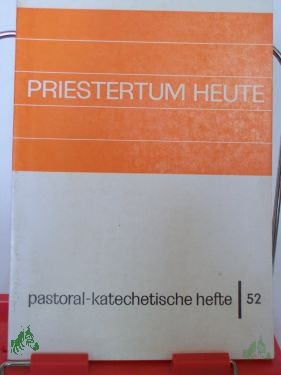 PRIESTERTUM HEUTE
pastoral-katechetische hefte | 52